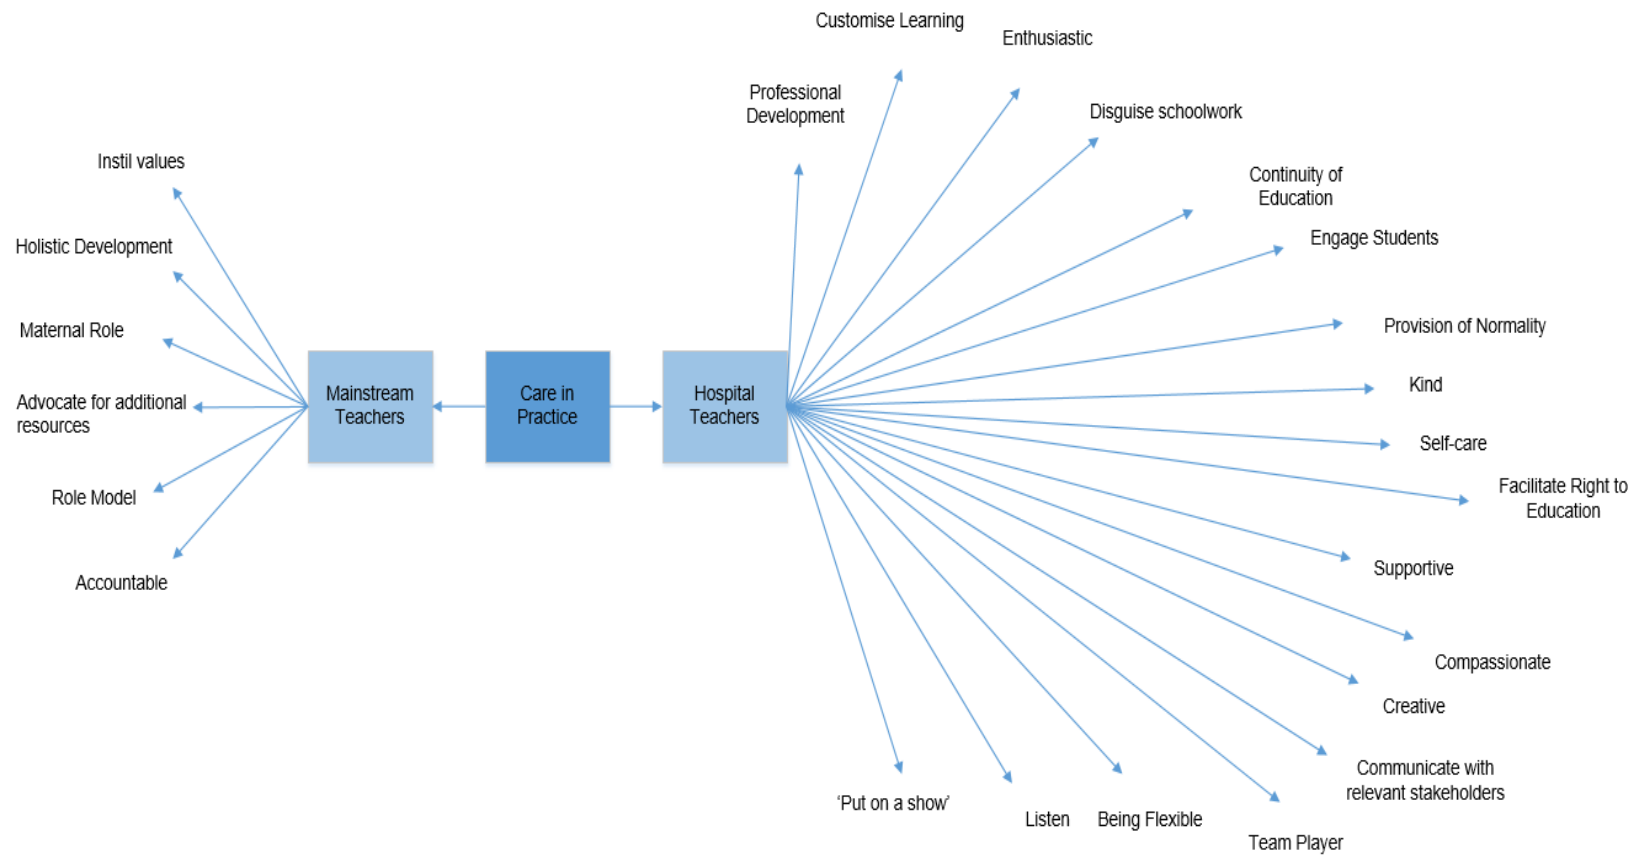 Customise Learning
Enthusiastic
Professional
Development
Disguise schoolwork
Instil values
Continuity of
Education
Engage Students
Holistic Development
Maternal Role
Provision of Normality
Mainstream
Teachers
Care in
Practice
Hospital
Teachers
Kind
Advocate for additional
resources
Self-care
Role Model
Facilitate Right to
Education
Accountable
Supportive
Compassionate
Creative
Communicate with
relevant stakeholders
‘Put on a show’
Listen
Being Flexible
Team Player